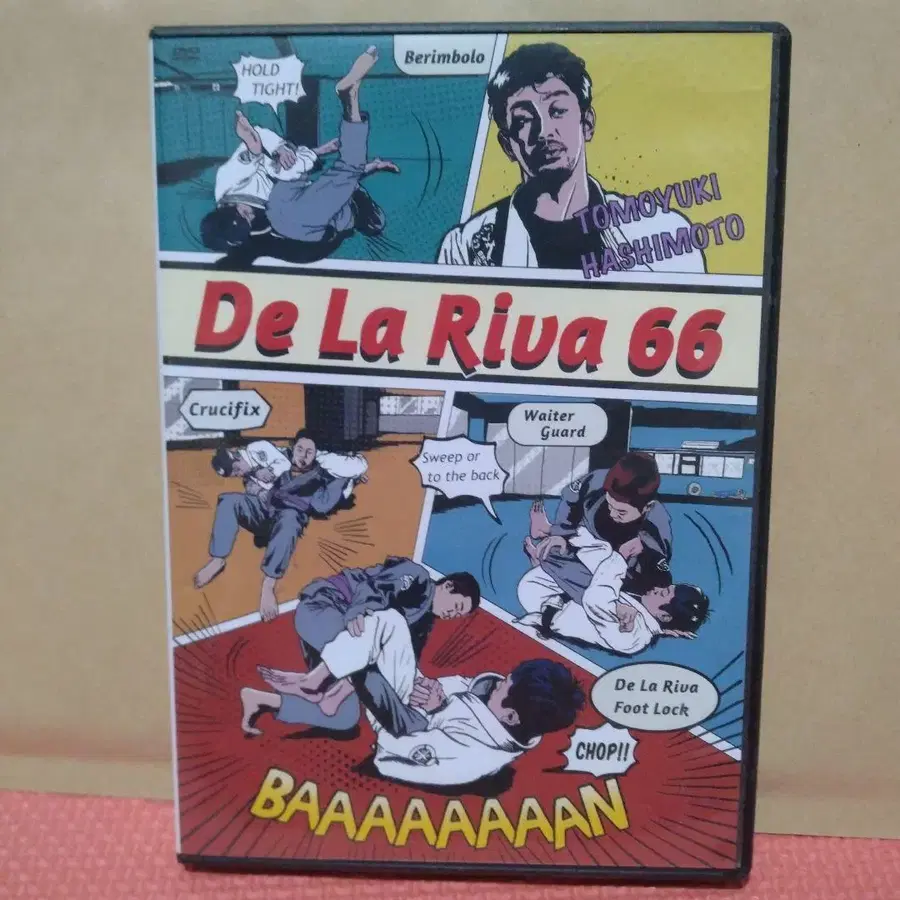 DVD
HOLD
TIGHT!
Berimbolo
TOMOYUKI
HASHIMOTO
De La Riva 66
Crucifix
Waiter
Guard
Sweep or
to the back
De La Riva
Foot Lock
CHOP!!
BAAAAAAAAN